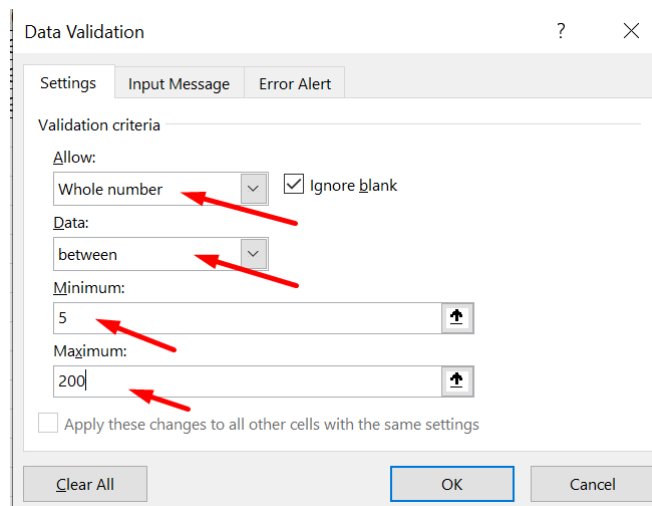 Data Validation ?
Settings Input Message Error Alert
Validation criteria
Allow:
Whole number Ignore blank
Data:
between
Minimum:
5
Maximum:
200
Apply these changes to all other cells with the same settings
Clear All OK Cancel